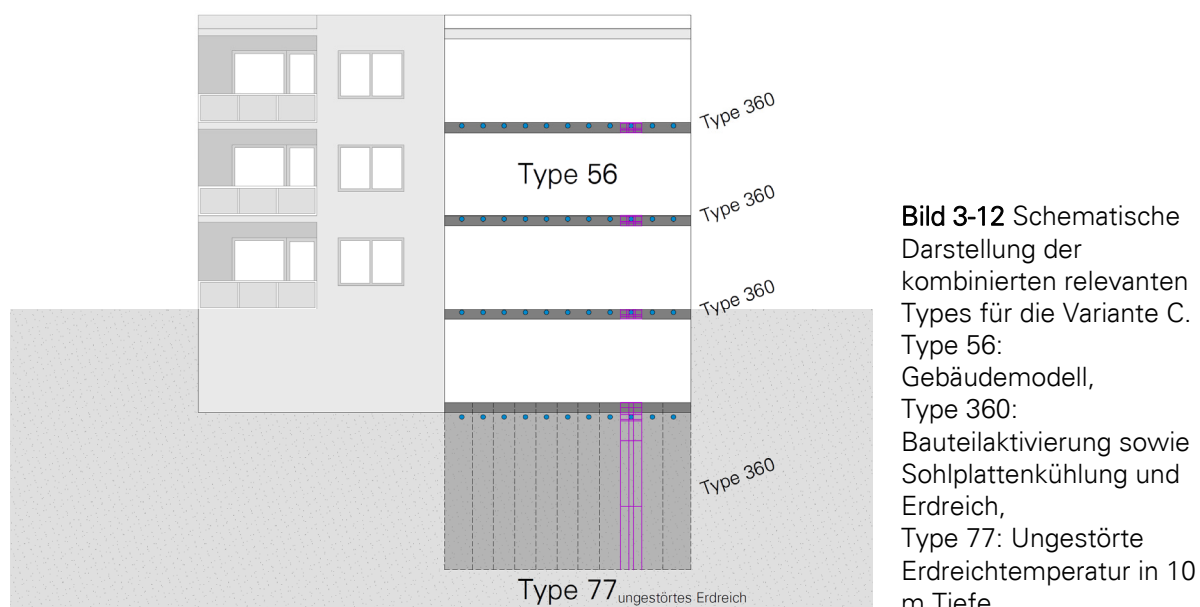 Type 360
Type 56
Type 360
Type 360
Type 360
Type 77 ungestörtes Erdreich
Bild 3-12 Schematische
Darstellung der
kombinierten relevanten
Types für die Variante C.
Type 56:
Gebäudemodell,
Type 360:
Bauteilaktivierung sowie
Sohlplattenkühlung und
Erdreich,
Type 77: Ungestörte
Erdreichtemperatur in 10
m Tiefe